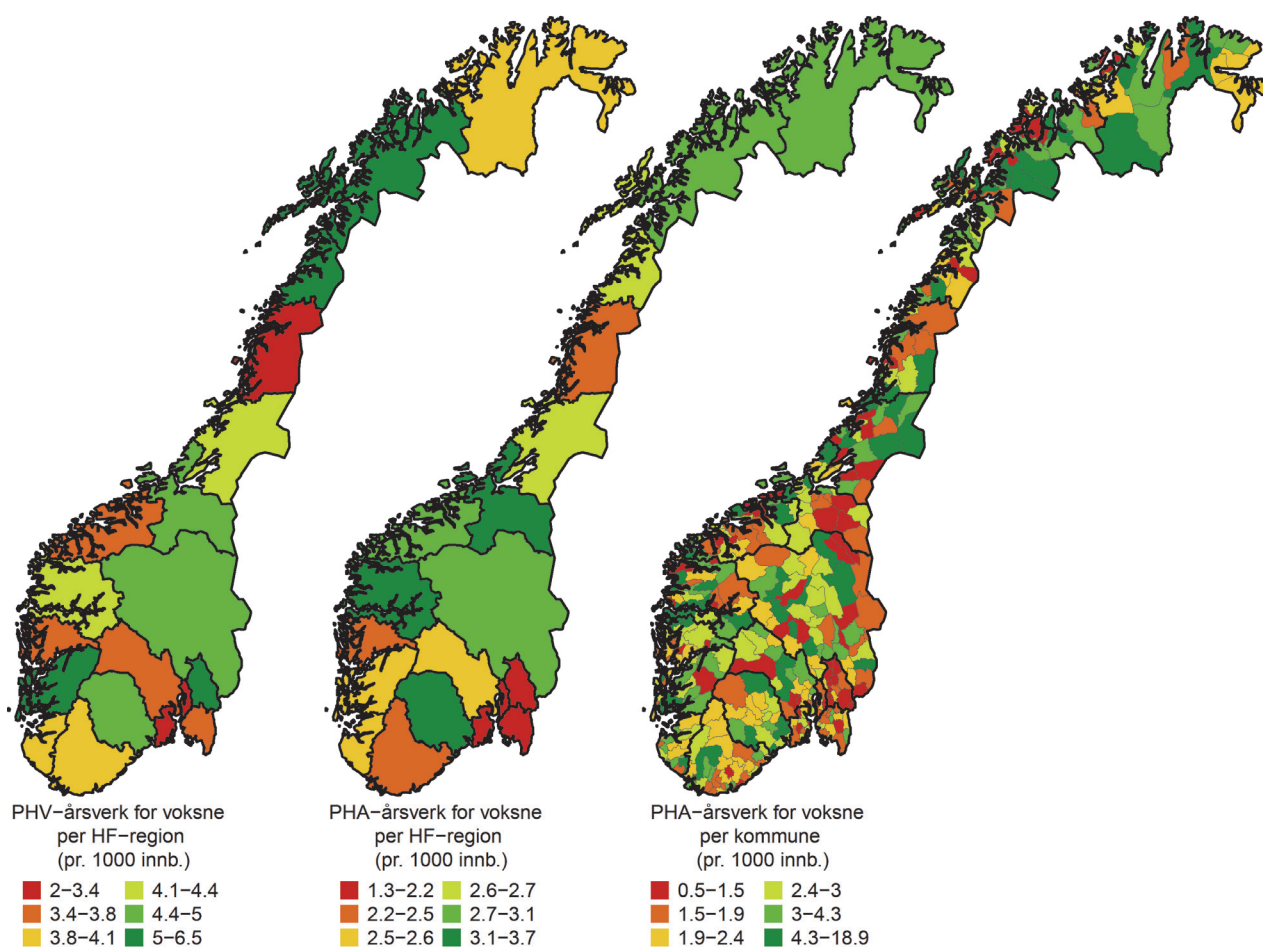 PHV−årsverk for voksne
per HF−region
(pr. 1000 innb.)
2−3.4
3.4−3.8
3.8−4.1
4.1−4.4
4.4−5
5−6.5
PHA−årsverk for voksne
per HF−region
(pr. 1000 innb.)
1.3−2.2
2.2−2.5
2.5−2.6
2.6−2.7
2.7−3.1
3.1−3.7
PHA−årsverk for voksne
per kommune
(pr. 1000 innb.)
0.5−1.5
1.5−1.9
1.9−2.4
2.4−3
3−4.3
4.3−18.9